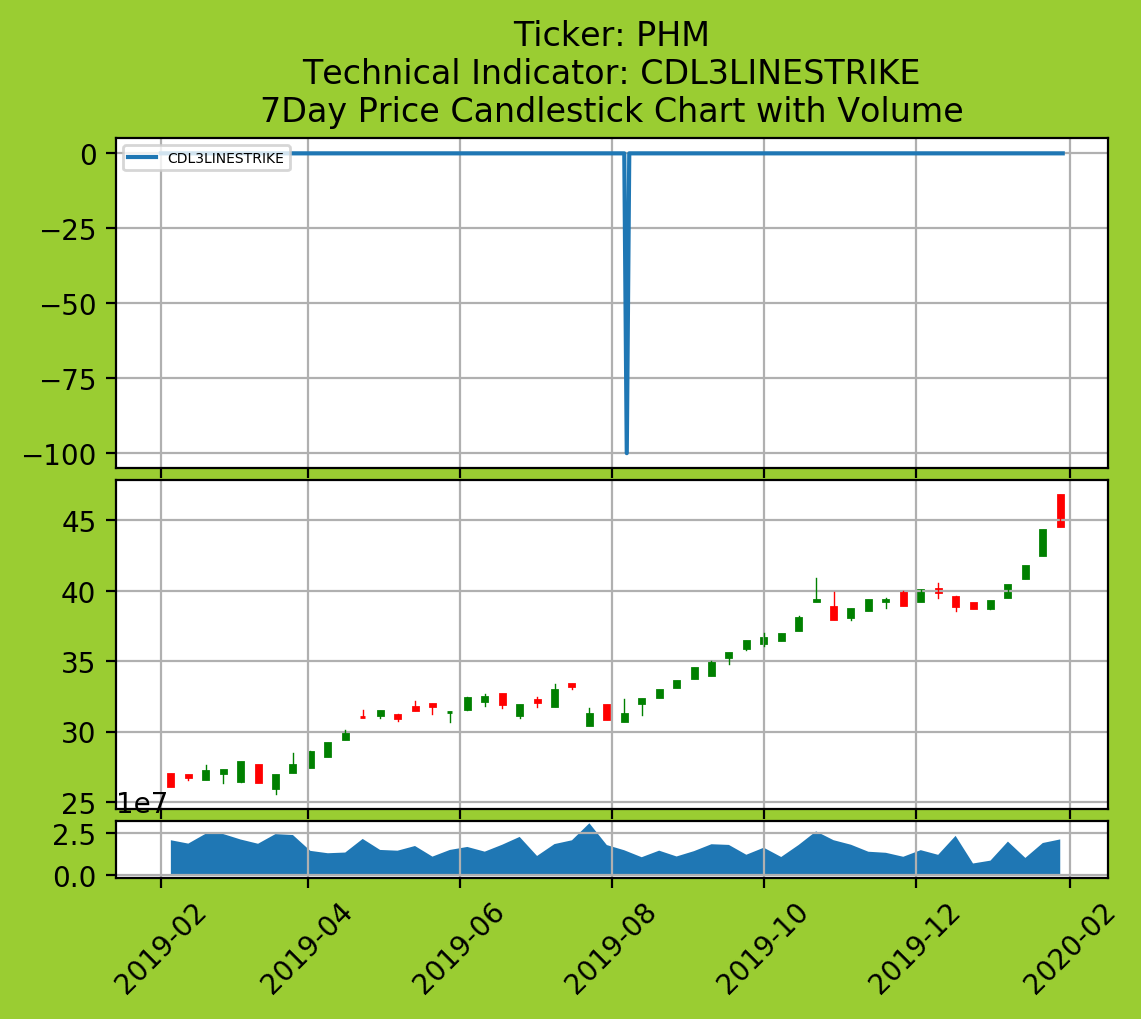 Ticker: PHM
Technical Indicator: CDL3LINESTRIKE
7Day Price Candlestick Chart with Volume
CDL3LINESTRIKE
0
−25
−50
−75
−100
45
40
35
30
25
1e7
2.5
0.0
2019-02 2019-04 2019-06 2019-08 2019-10 2019-12 2020-02